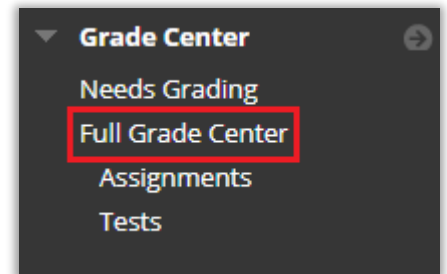 Grade Center
Needs Grading
Full Grade Center
Assignments
Tests